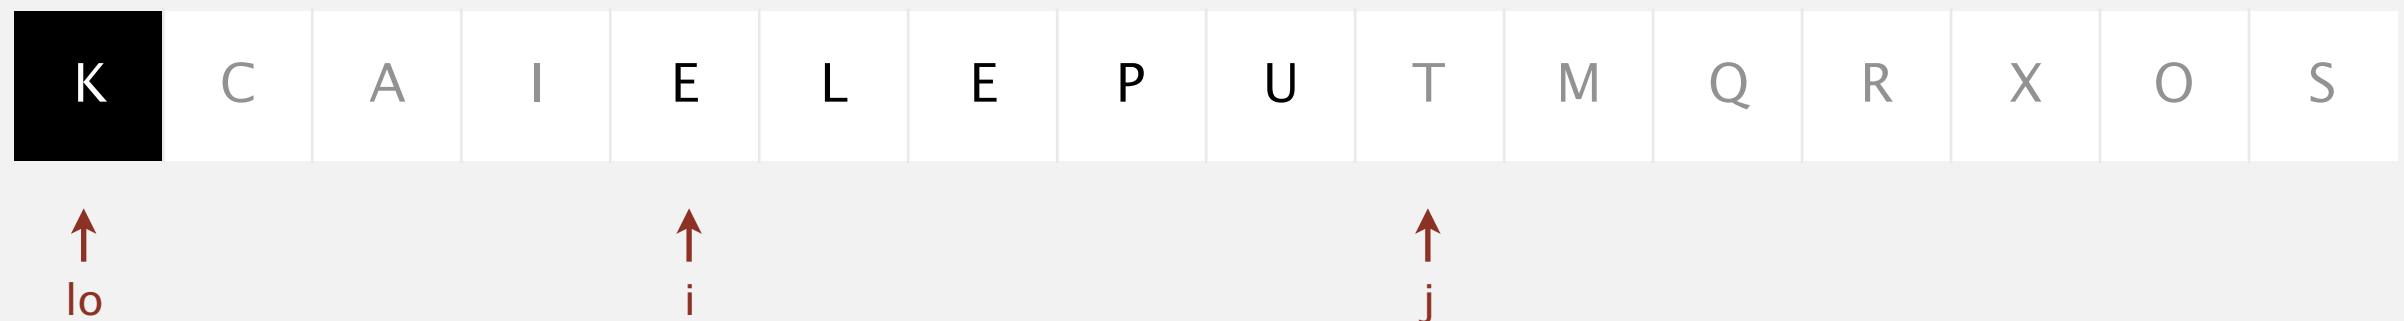 K C A I E L E P U T M Q R X O S
lo i j